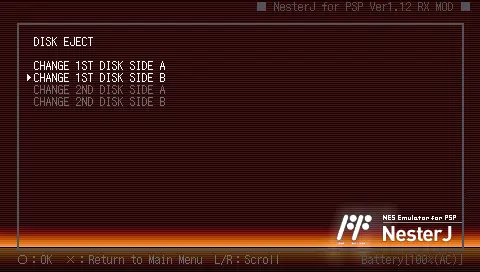 ■ NesterJ for PSP Ver1.12 RX MOD ■
DISK EJECT
CHANGE 1ST DISK SIDE A
CHANGE 1ST DISK SIDE B
CHANGE 2ND DISK SIDE A
CHANGE 2ND DISK SIDE B
NES Emulator for PSP
NesterJ
○:OK ×:Return to Main Menu L/R:Scroll Battery[100%(AC)]